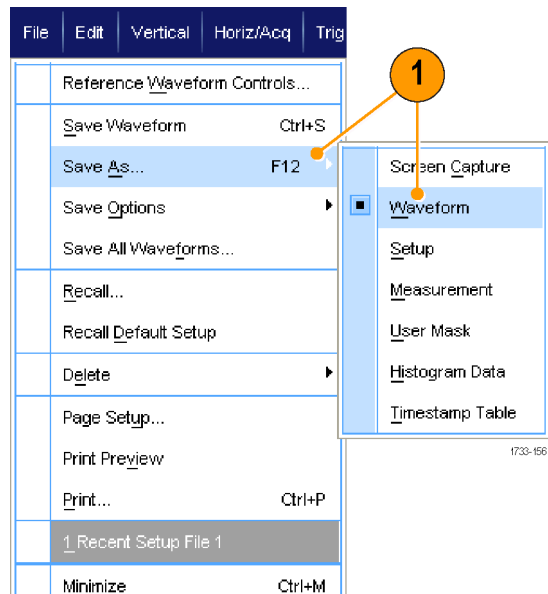 File Edit Vertical Horiz/Acq Trig
1
Reference Waveform Controls...
Save Waveform Ctrl+S
Save As... F12
Save Options
Save All Waveforms...
Recall...
Recall Default Setup
Delete
Page Setup...
Print Preview
Print... Ctrl+P
1 Recent Setup File 1
Minimize Ctrl+M
Screen Capture
Waveform
Setup
Measurement
User Mask
Histogram Data
Timestamp Table
1733-156